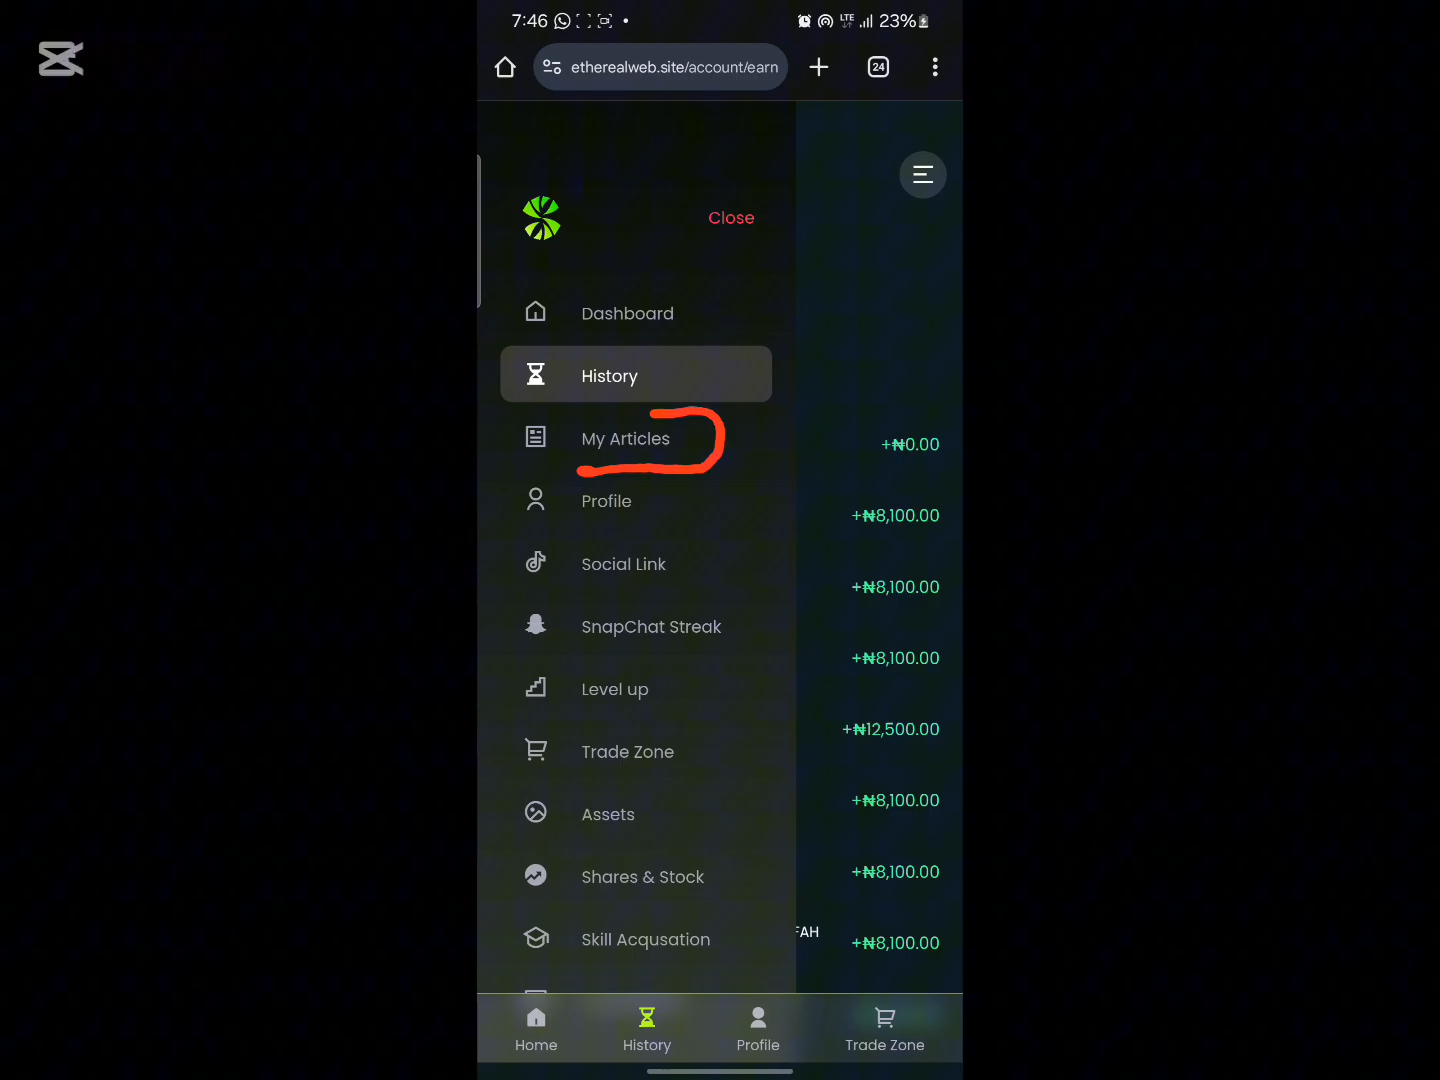 7:46
LTE
23%
etherealweb.site/account/earn
24
Close
Dashboard
History
My Articles
Profile
Social Link
SnapChat Streak
Level up
Trade Zone
Assets
Shares & Stock
Skill Acqusation
+₦0.00
+₦8,100.00
+₦8,100.00
+₦8,100.00
+₦12,500.00
+₦8,100.00
+₦8,100.00
FAH
+₦8,100.00
Home
History
Profile
Trade Zone